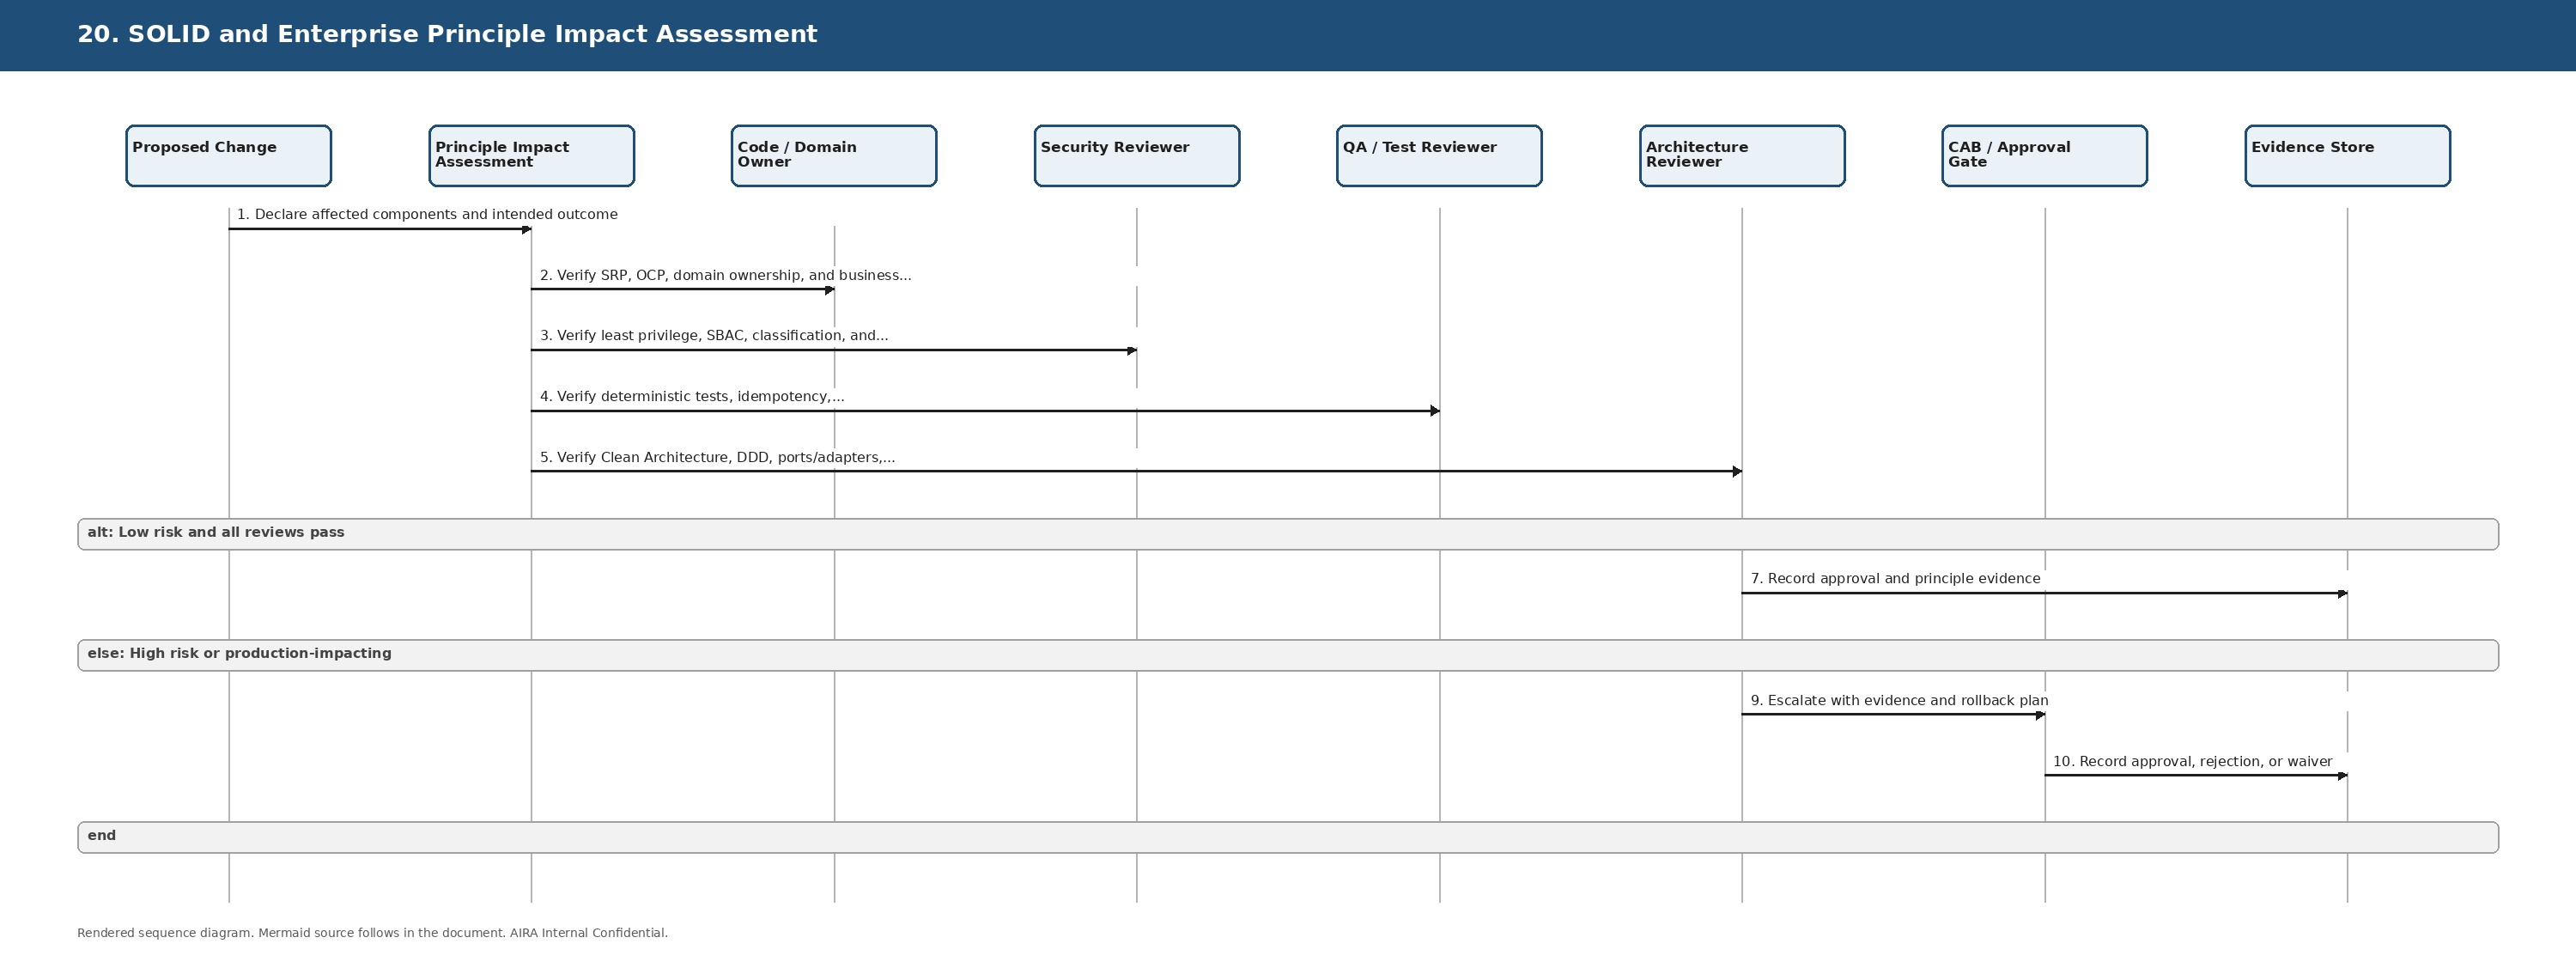 20. SOLID and Enterprise Principle Impact Assessment
Proposed Change
Principle Impact
Assessment
Code / Domain
Owner
Security Reviewer
QA / Test Reviewer
Architecture
Reviewer
CAB / Approval
Gate
Evidence Store
1. Declare affected components and intended outcome
2. Verify SRP, OCP, domain ownership, and business...
3. Verify least privilege, SBAC, classification, and...
4. Verify deterministic tests, idempotency,...
5. Verify Clean Architecture, DDD, ports/adapters,...
alt: Low risk and all reviews pass
7. Record approval and principle evidence
else: High risk or production-impacting
9. Escalate with evidence and rollback plan
10. Record approval, rejection, or waiver
end
Rendered sequence diagram. Mermaid source follows in the document. AIRA Internal Confidential.